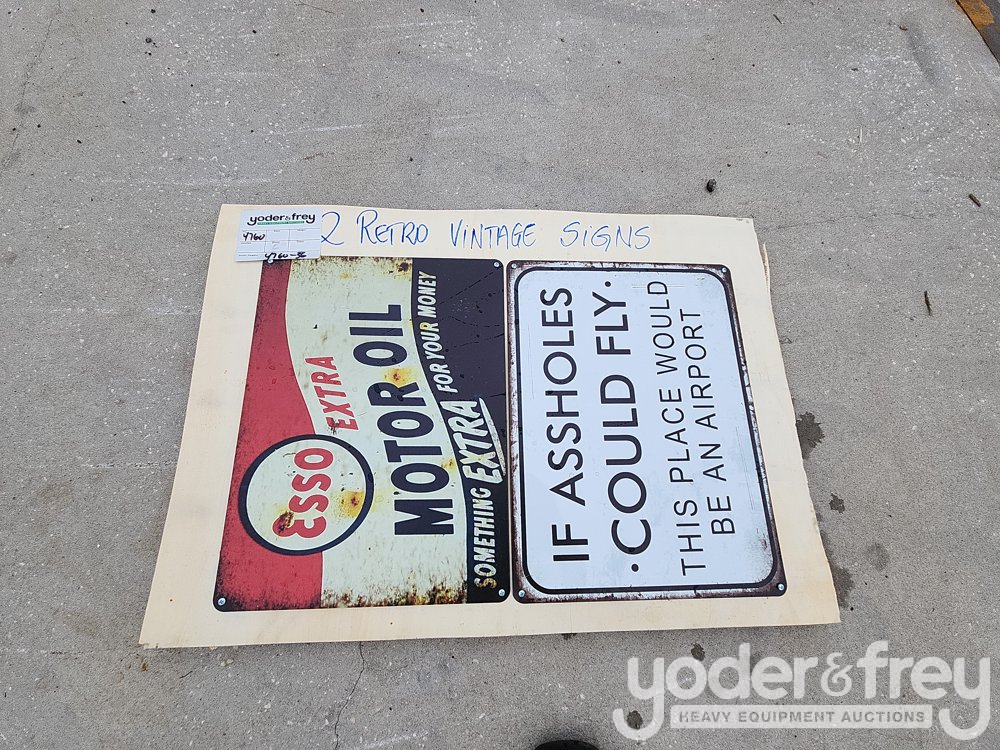 yoder&frey
4760
4760-56
2 RETRO VINTAGE SIGNS
ESSO
EXTRA
MOTOR OIL
SOMETHING EXTRA FOR YOUR MONEY
IF ASSHOLES
·COULD FLY·
THIS PLACE WOULD
BE AN AIRPORT
yoder&frey
HEAVY EQUIPMENT AUCTIONS